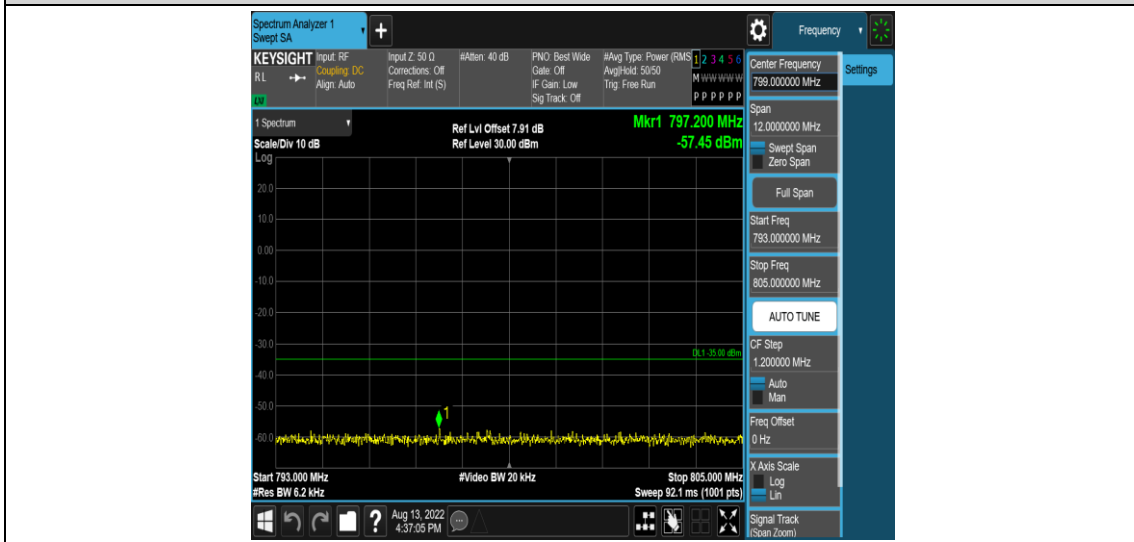 Spectrum Analyzer 1
Swept SA
+
Frequency
KEYSIGHT
RL
Input: RF
Coupling: DC
Align: Auto
Input Z: 50 Ω
Corrections: Off
Freq Ref: Int (S)
#Atten: 40 dB
PNO: Best Wide
Gate: Off
IF Gain: Low
Sig Track: Off
#Avg Type: Power (RMS
Avg|Hold: 50/50
Trig: Free Run
1 2 3 4 5 6
M W W W W W
P P P P P P
1 Spectrum
Scale/Div 10 dB
Log
Ref Lvl Offset 7.91 dB
Ref Level 30.00 dBm
Mkr1 797.200 MHz
-57.45 dBm
20.0
10.0
0.00
-10.0
-20.0
-30.0
DL1 -35.00 dBm
-40.0
-50.0
1
-60.0
Start 793.000 MHz
#Res BW 6.2 kHz
#Video BW 20 kHz
Stop 805.000 MHz
Sweep 92.1 ms (1001 pts)
Center Frequency
799.000000 MHz
Settings
Span
12.0000000 MHz
Swept Span
Zero Span
Full Span
Start Freq
793.000000 MHz
Stop Freq
805.000000 MHz
AUTO TUNE
CF Step
1.200000 MHz
Auto
Man
Freq Offset
0 Hz
X Axis Scale
Log
Lin
Signal Track
(Span Zoom)
?
Aug 13, 2022
4:37:05 PM